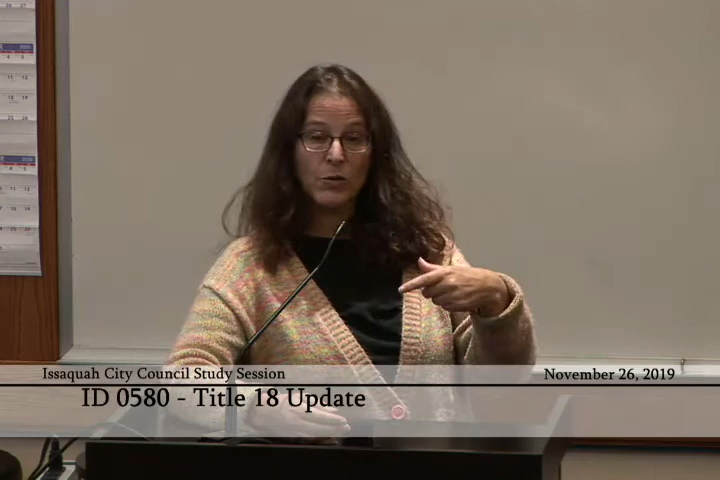 Issaquah City Council Study Session
November 26, 2019
ID 0580 - Title 18 Update